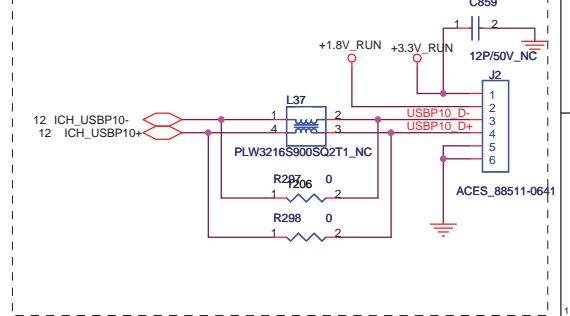 C859
1 2
12P/50V_NC
+1.8V_RUN +3.3V_RUN
J2
1
2
3
4
5
6
USBP10_D-
USBP10_D+
ACES_88511-0641
L37
12 ICH_USBP10-
12 ICH_USBP10+
1 2
4 3
PLW3216S900SQ2T1_NC
R297 0
T206
1 2
R298 0
1 2
1